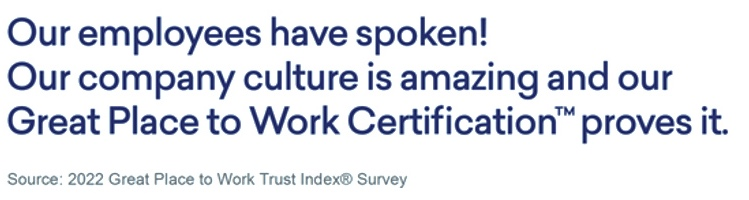 Our employees have spoken!
Our company culture is amazing and our
Great Place to Work Certification™ proves it.
Source: 2022 Great Place to Work Trust Index® Survey